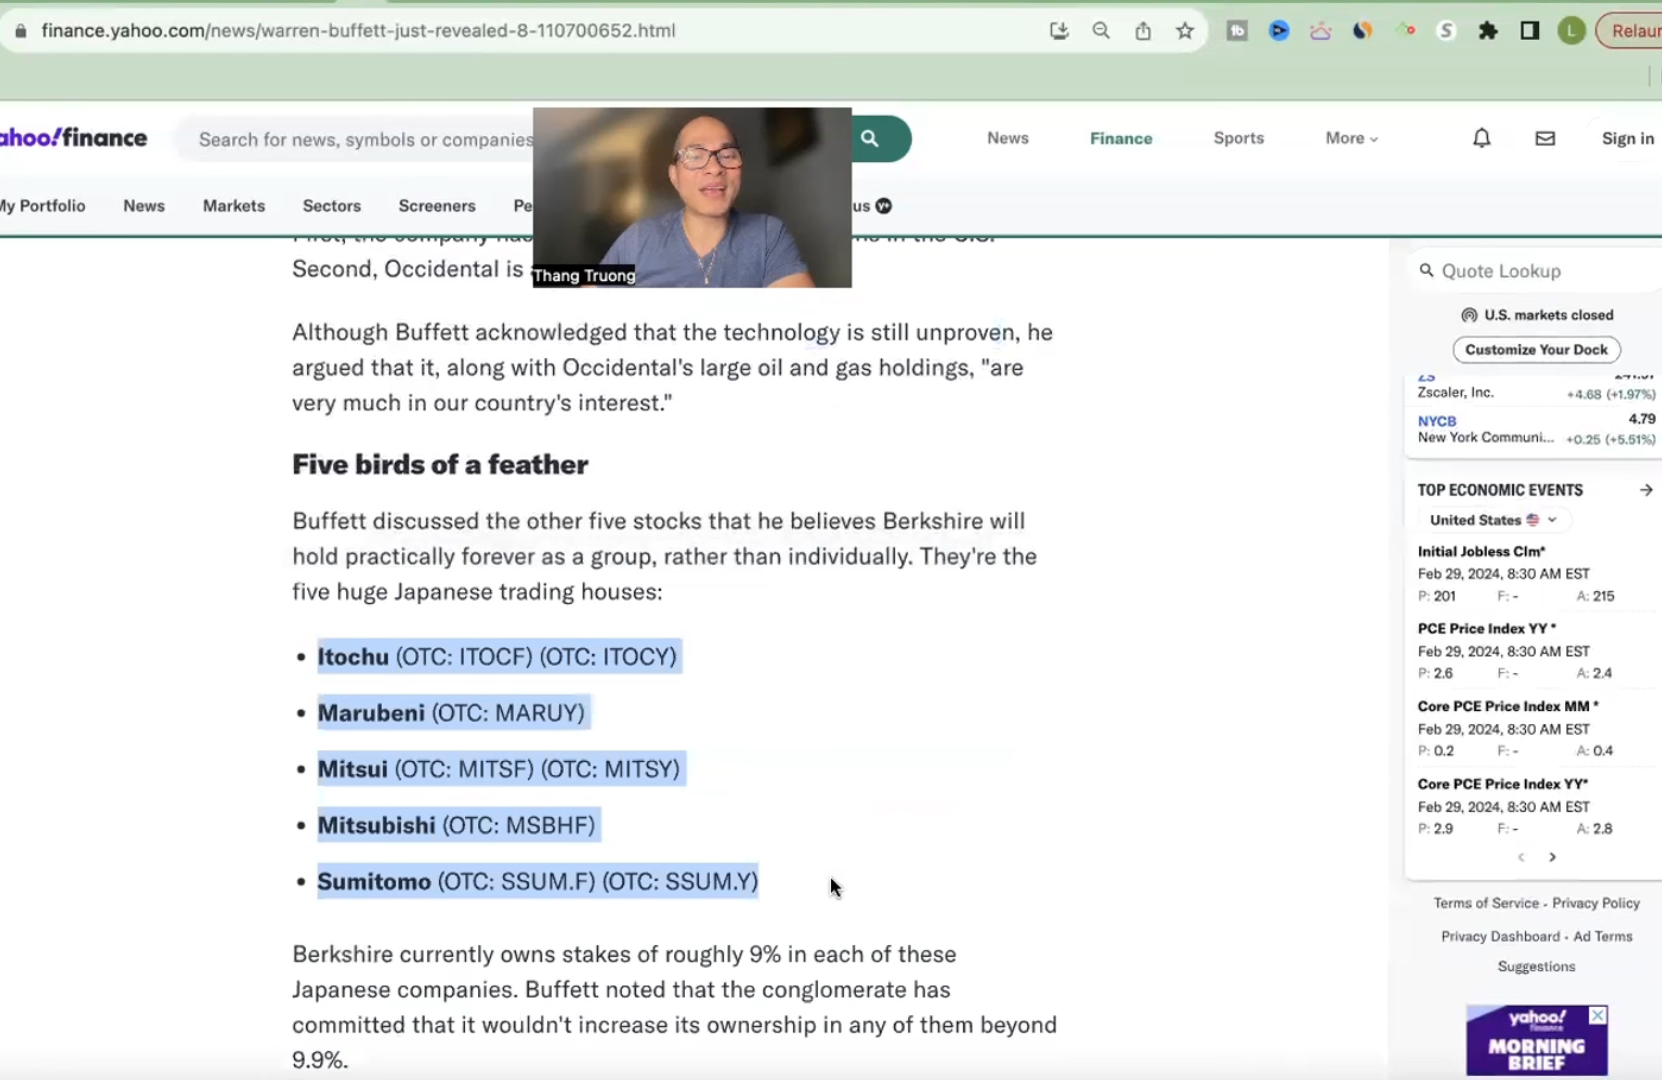 finance.yahoo.com/news/warren-buffett-just-revealed-8-110700652.html
L
ahoo!finance
Search for news, symbols or companies
News
Finance
Sports
More
Sign in
My Portfolio
News
Markets
Sectors
Screeners
Pe
us
Thang Truong
Second, Occidental is
Although Buffett acknowledged that the technology is still unproven, he
argued that it, along with Occidental's large oil and gas holdings, "are
very much in our country's interest."
Five birds of a feather
Buffett discussed the other five stocks that he believes Berkshire will
hold practically forever as a group, rather than individually. They're the
five huge Japanese trading houses:
• Itochu (OTC: ITOCF) (OTC: ITOCY)
• Marubeni (OTC: MARUY)
• Mitsui (OTC: MITSF) (OTC: MITSY)
• Mitsubishi (OTC: MSBHF)
• Sumitomo (OTC: SSUM.F) (OTC: SSUM.Y)
Berkshire currently owns stakes of roughly 9% in each of these
Japanese companies. Buffett noted that the conglomerate has
committed that it wouldn't increase its ownership in any of them beyond
9.9%.
Quote Lookup
U.S. markets closed
Customize Your Dock
ZS
Zscaler, Inc. +4.68 (+1.97%)
NYCB 4.79
New York Communi... +0.25 (+5.51%)
TOP ECONOMIC EVENTS
United States
Initial Jobless Clm*
Feb 29, 2024, 8:30 AM EST
P: 201 F: - A: 215
PCE Price Index YY *
Feb 29, 2024, 8:30 AM EST
P: 2.6 F: - A: 2.4
Core PCE Price Index MM *
Feb 29, 2024, 8:30 AM EST
P: 0.2 F: - A: 0.4
Core PCE Price Index YY*
Feb 29, 2024, 8:30 AM EST
P: 2.9 F: - A: 2.8
Terms of Service • Privacy Policy
Privacy Dashboard • Ad Terms
Suggestions
yahoo!
finance
MORNING
BRIEF